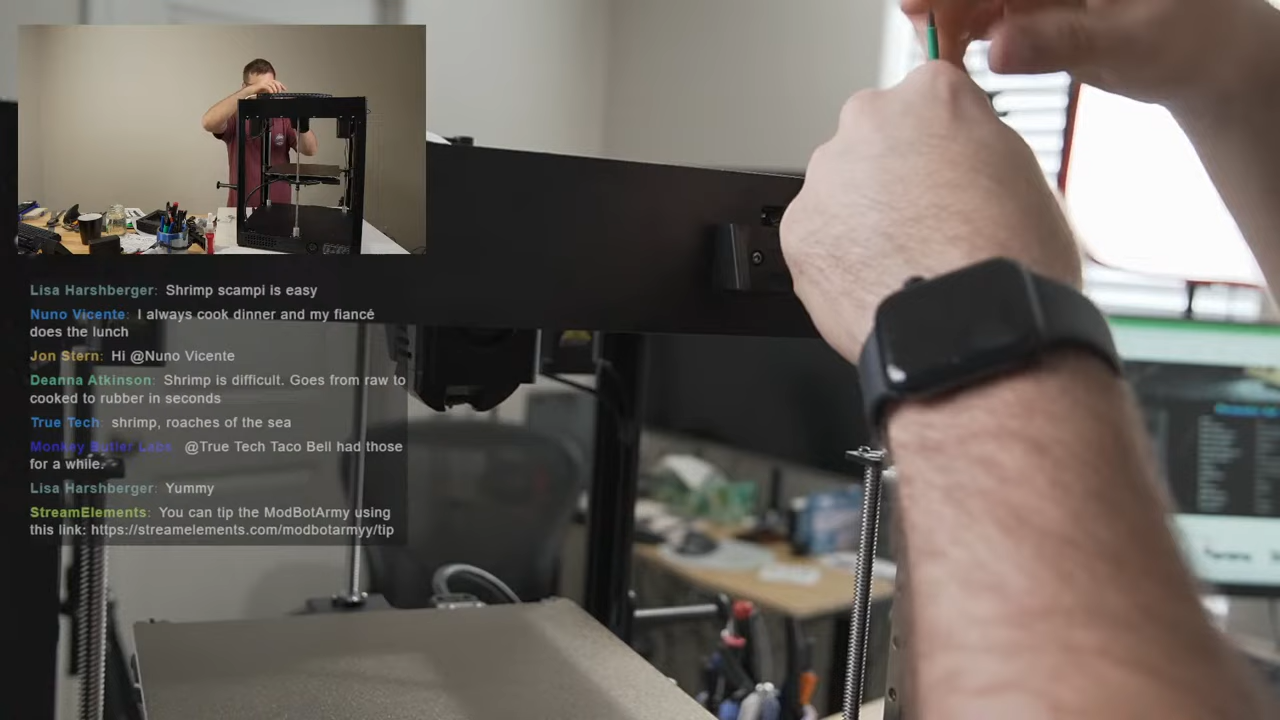 Lisa Harshberger: Shrimp scampi is easy
Nuno Vicente: I always cook dinner and my fiancé
does the lunch
Jon Stern: Hi @Nuno Vicente
Deanna Atkinson: Shrimp is difficult. Goes from raw to
cooked to rubber in seconds
True Tech: shrimp, roaches of the sea
Monkey Butler Labs: @True Tech Taco Bell had those
for a while.
Lisa Harshberger: Yummy
StreamElements: You can tip the ModBotArmy using
this link: https://streamelements.com/modbotarmyy/tip